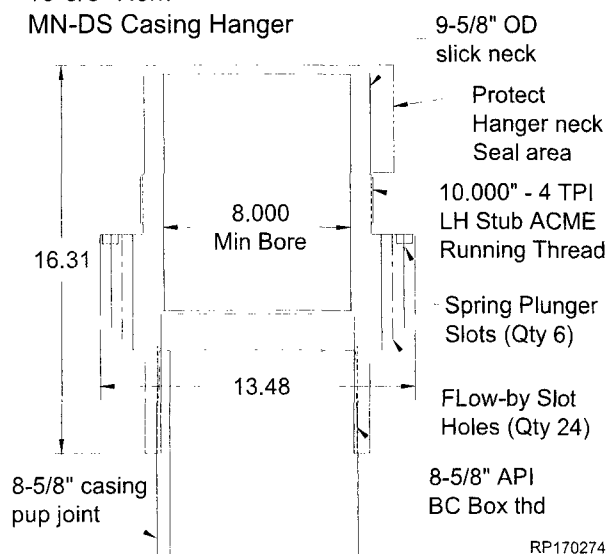 MN-DS Casing Hanger
9-5/8" OD
slick neck
Protect
Hanger neck
Seal area
10.000" - 4 TPI
LH Stub ACME
Running Thread
8.000
Min Bore
16.31
Spring Plunger
Slots (Qty 6)
13.48
FLow-by Slot
Holes (Qty 24)
8-5/8" casing
pup joint
8-5/8" API
BC Box thd
RP170274